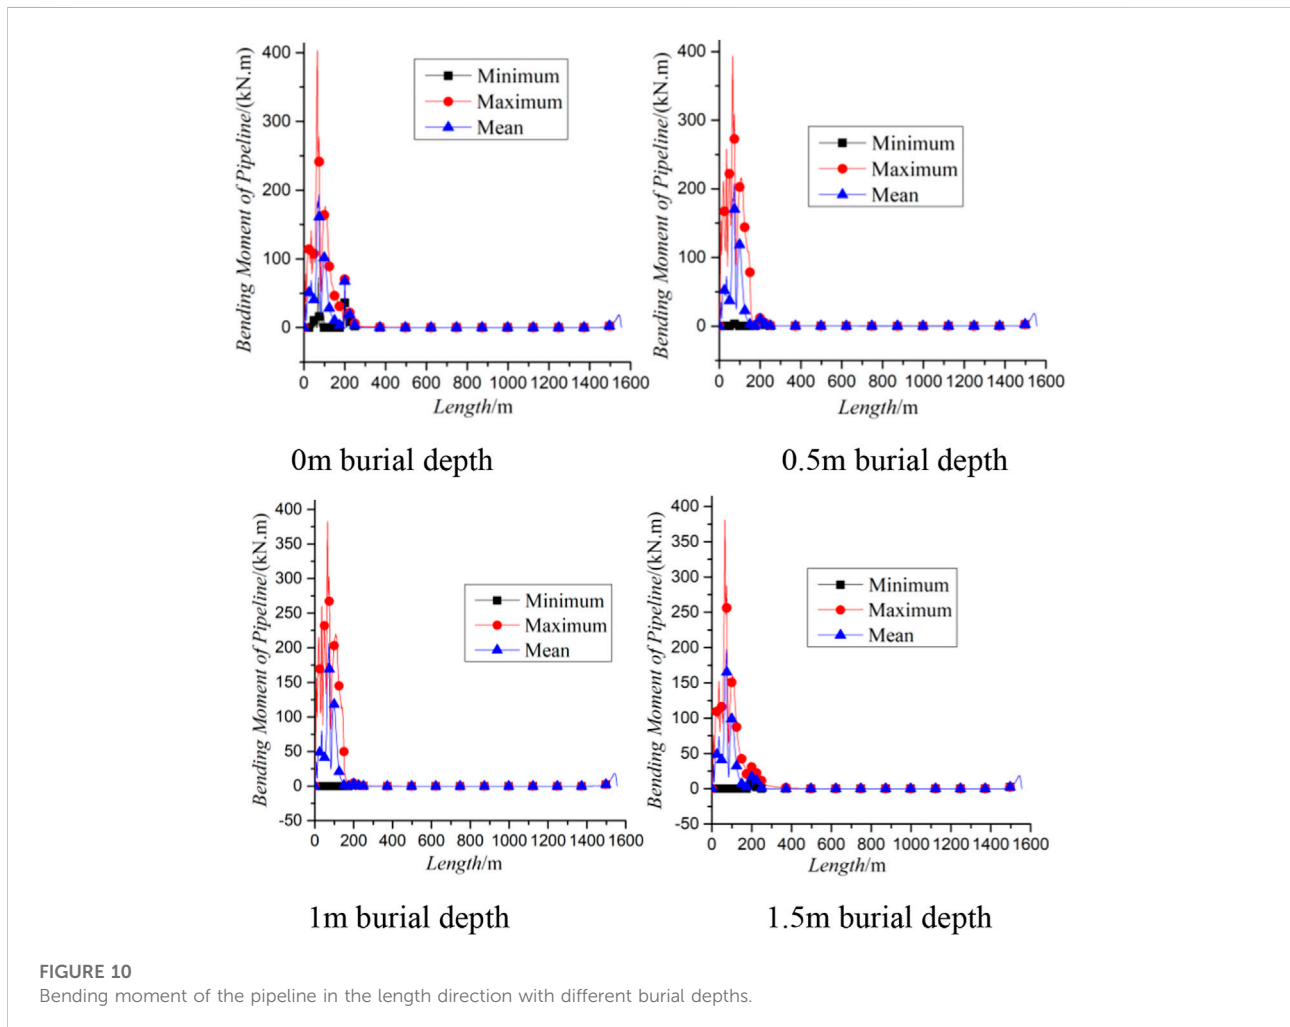 Bending Moment of Pipeline/(kN.m)
400
300
200
100
0
Minimum
Maximum
Mean
0 200 400 600 800 1000 1200 1400 1600
Length/m
0m burial depth
Bending Moment of Pipeline/(kN.m)
400
300
200
100
0
Minimum
Maximum
Mean
0 200 400 600 800 1000 1200 1400 1600
Length/m
0.5m burial depth
Bending Moment of Pipeline/(kN.m)
400
350
300
250
200
150
100
50
0
-50
Minimum
Maximum
Mean
0 200 400 600 800 1000 1200 1400 1600
Length/m
1m burial depth
Bending Moment of Pipeline/(kN.m)
400
350
300
250
200
150
100
50
0
-50
Minimum
Maximum
Mean
0 200 400 600 800 1000 1200 1400 1600
Length/m
1.5m burial depth
FIGURE 10
Bending moment of the pipeline in the length direction with different burial depths.